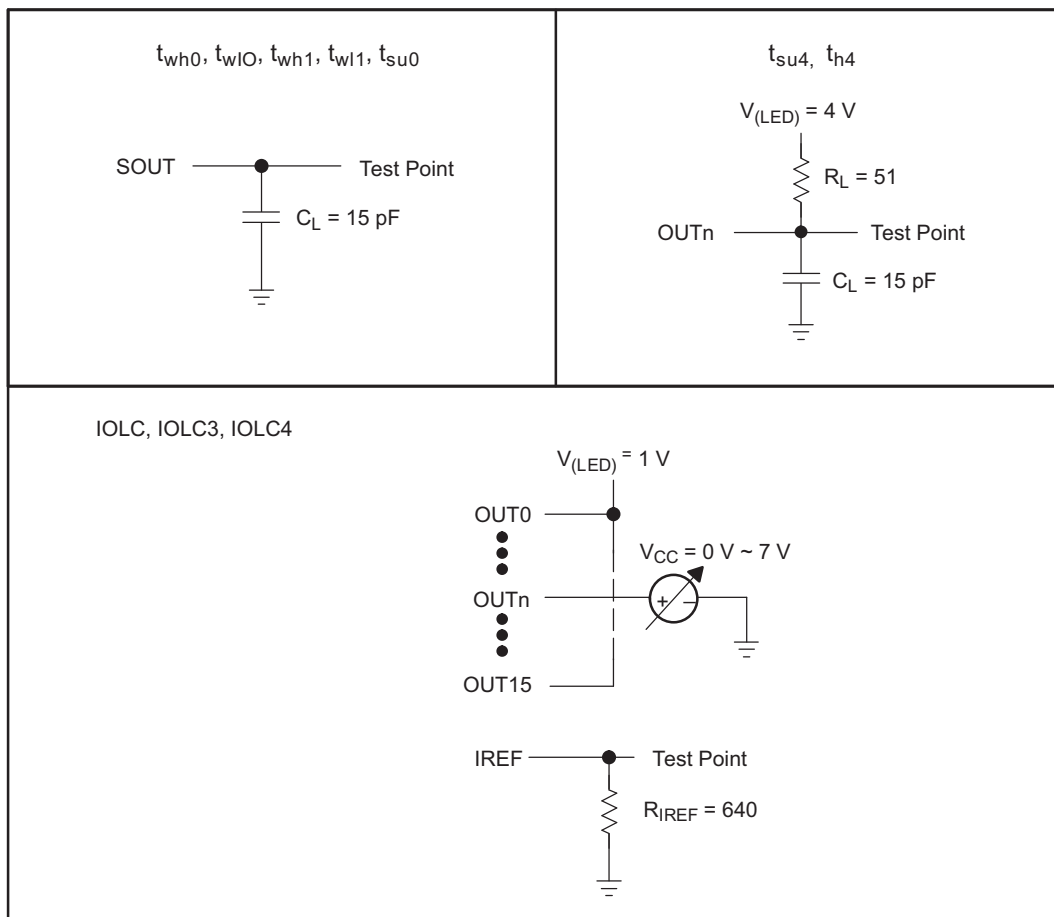 t_wh0, t_wlO, t_wh1, t_wl1, t_su0
SOUT
Test Point
C_L = 15 pF
t_su4, t_h4
V_(LED) = 4 V
R_L = 51
OUTn
Test Point
C_L = 15 pF
IOLC, IOLC3, IOLC4
V_(LED) = 1 V
OUT0
V_CC = 0 V ~ 7 V
OUTn
+ –
OUT15
IREF
Test Point
R_IREF = 640